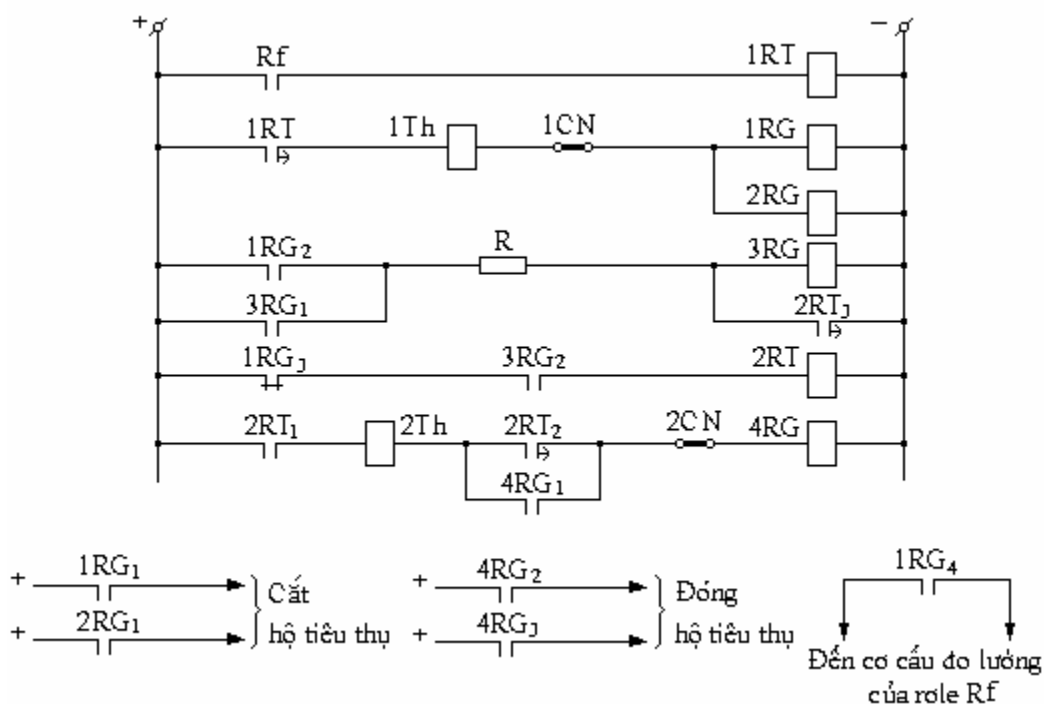 + −
Rf 1RT
1RT 1Th 1CN 1RG
2RG
1RG2 R 3RG
3RG1 2RT3
1RG3 3RG2 2RT
2RT1 2Th 2RT2 2CN 4RG
4RG1
+ 1RG1
+ 2RG1
Cắt
hộ tiêu thụ
+ 4RG2
+ 4RG3
Đóng
hộ tiêu thụ
1RG4
Đến cơ cấu đo lường
của rơle Rf